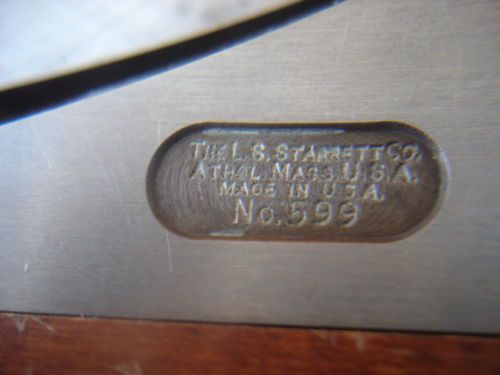 THE L. S. STARRETT CO.
ATHOL, MASS. U.S.A.
MADE IN U.S.A.
NO. 599